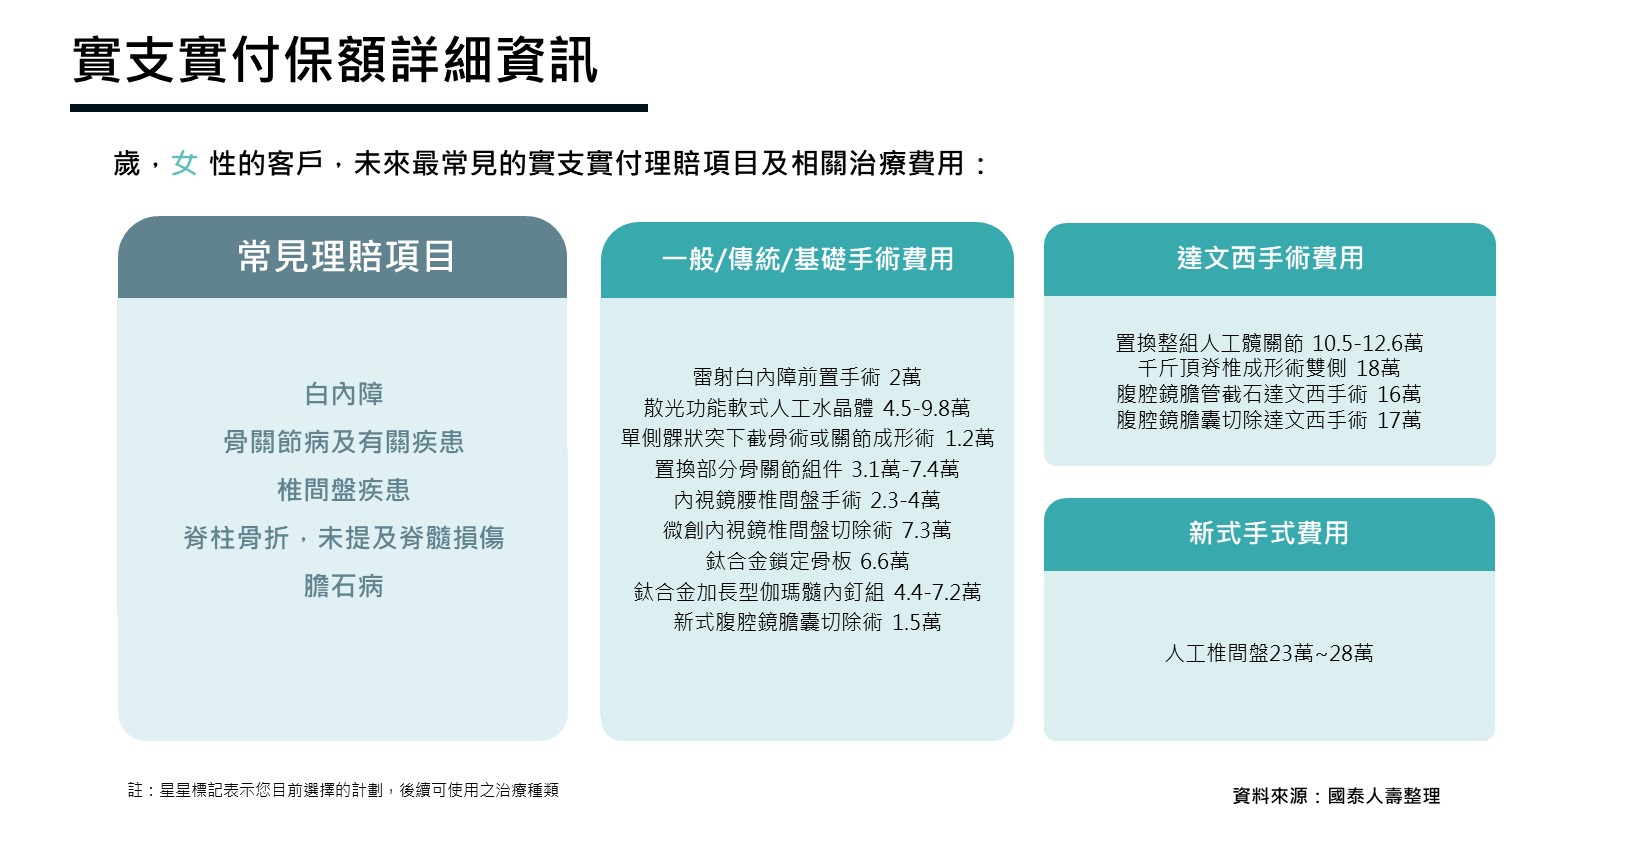 實支實付保額詳細資訊
歲，女 性的客戶，未來最常見的實支實付理賠項目及相關治療費用：
常見理賠項目
白內障
骨關節病及有關疾患
椎間盤疾患
脊柱骨折，未提及脊髓損傷
膽石病
一般/傳統/基礎手術費用
雷射白內障前置手術 2萬
散光功能軟式人工水晶體 4.5-9.8萬
單側髁狀突下截骨術或關節成形術 1.2萬
置換部分骨關節組件 3.1萬-7.4萬
內視鏡腰椎間盤手術 2.3-4萬
微創內視鏡椎間盤切除術 7.3萬
鈦合金鎖定骨板 6.6萬
鈦合金加長型伽瑪髓內釘組 4.4-7.2萬
新式腹腔鏡膽囊切除術 1.5萬
達文西手術費用
置換整組人工髖關節 10.5-12.6萬
千斤頂脊椎成形術雙側 18萬
腹腔鏡膽管截石達文西手術 16萬
腹腔鏡膽囊切除達文西手術 17萬
新式手式費用
人工椎間盤23萬~28萬
註：星星標記表示您目前選擇的計劃，後續可使用之治療種類
資料來源：國泰人壽整理